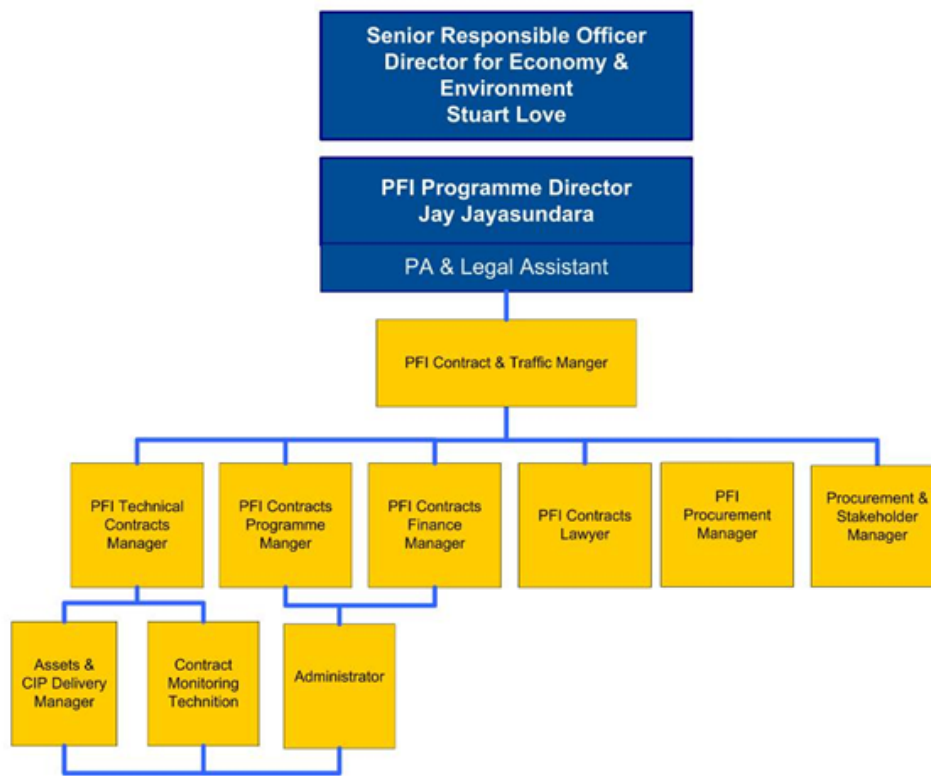 Senior Responsible Officer
Director for Economy &
Environment
Stuart Love
PFI Programme Director
Jay Jayasundara
PA & Legal Assistant
PFI Contract & Traffic Manger
PFI Technical
Contracts
Manager
PFI Contracts
Programme
Manger
PFI Contracts
Finance
Manager
PFI Contracts
Lawyer
PFI
Procurement
Manager
Procurement &
Stakeholder
Manager
Assets &
CIP Delivery
Manager
Contract
Monitoring
Technition
Administrator